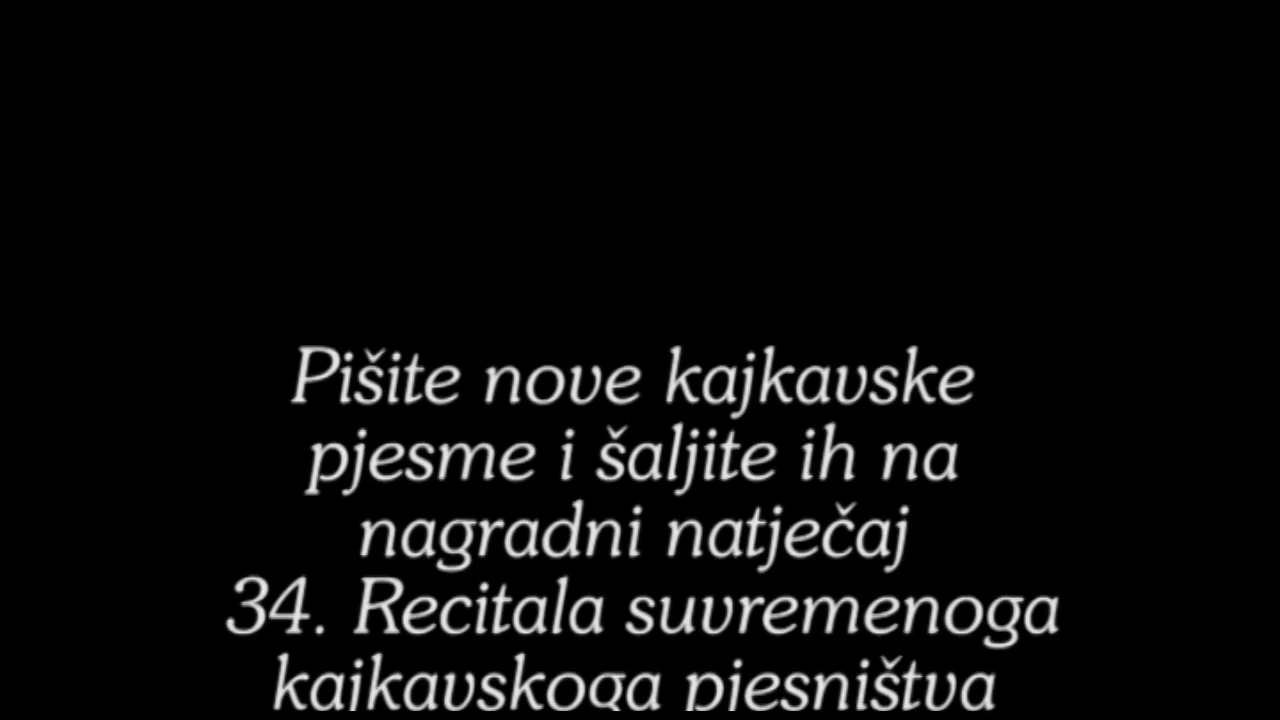 Pišite nove kajkavske
pjesme i šaljite ih na
nagradni natječaj
34. Recitala suvremenoga
kajkavskoga pjesništva